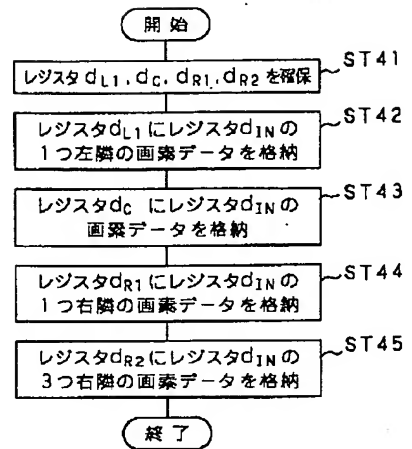 開始
レジスタdL1, dC, dR1, dR2を確保
ST41
レジスタdL1にレジスタdINの
1つ左隣の画素データを格納
ST42
レジスタdC にレジスタdINの
画素データを格納
ST43
レジスタdR1にレジスタdINの
1つ右隣の画素データを格納
ST44
レジスタdR2にレジスタdINの
3つ右隣の画素データを格納
ST45
終了